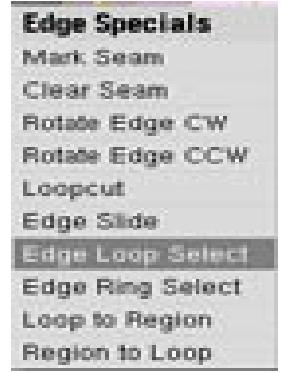 Edge Specials
Mark Seam
Clear Seam
Rotate Edge CW
Rotate Edge CCW
Loopcut
Edge Slide
Edge Loop Select
Edge Ring Select
Loop to Region
Region to Loop